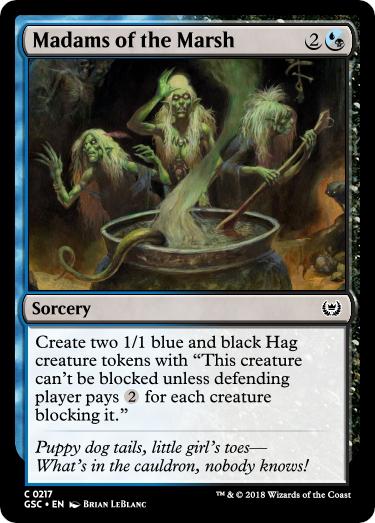 Madams of the Marsh 2
Sorcery
Create two 1/1 blue and black Hag
creature tokens with “This creature
can’t be blocked unless defending
player pays 2 for each creature
blocking it.”
Puppy dog tails, little girl’s toes—
What’s in the cauldron, nobody knows!
C 0217
GSC • EN Brian LeBlanc
™ & © 2018 Wizards of the Coast